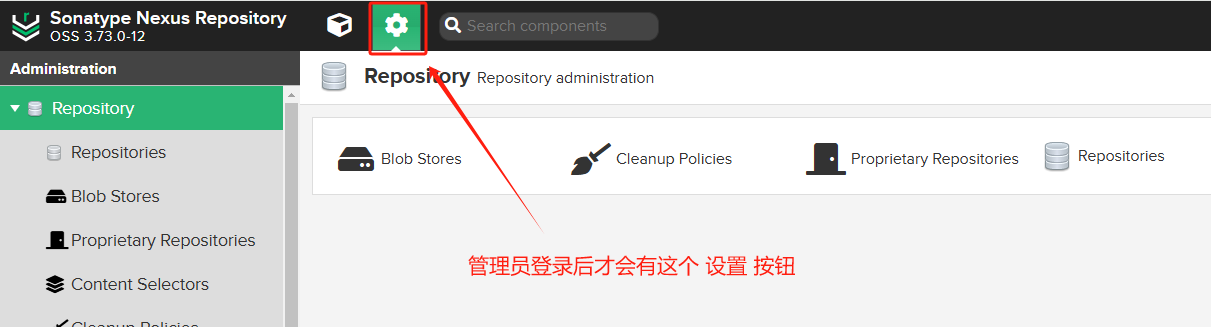 Sonatype Nexus Repository
OSS 3.73.0-12
Search components
Administration
Repository
Repositories
Blob Stores
Proprietary Repositories
Content Selectors
Cleanup Policies
Repository Repository administration
Blob Stores
Cleanup Policies
Proprietary Repositories
Repositories
管理员登录后才会有这个 设置 按钮